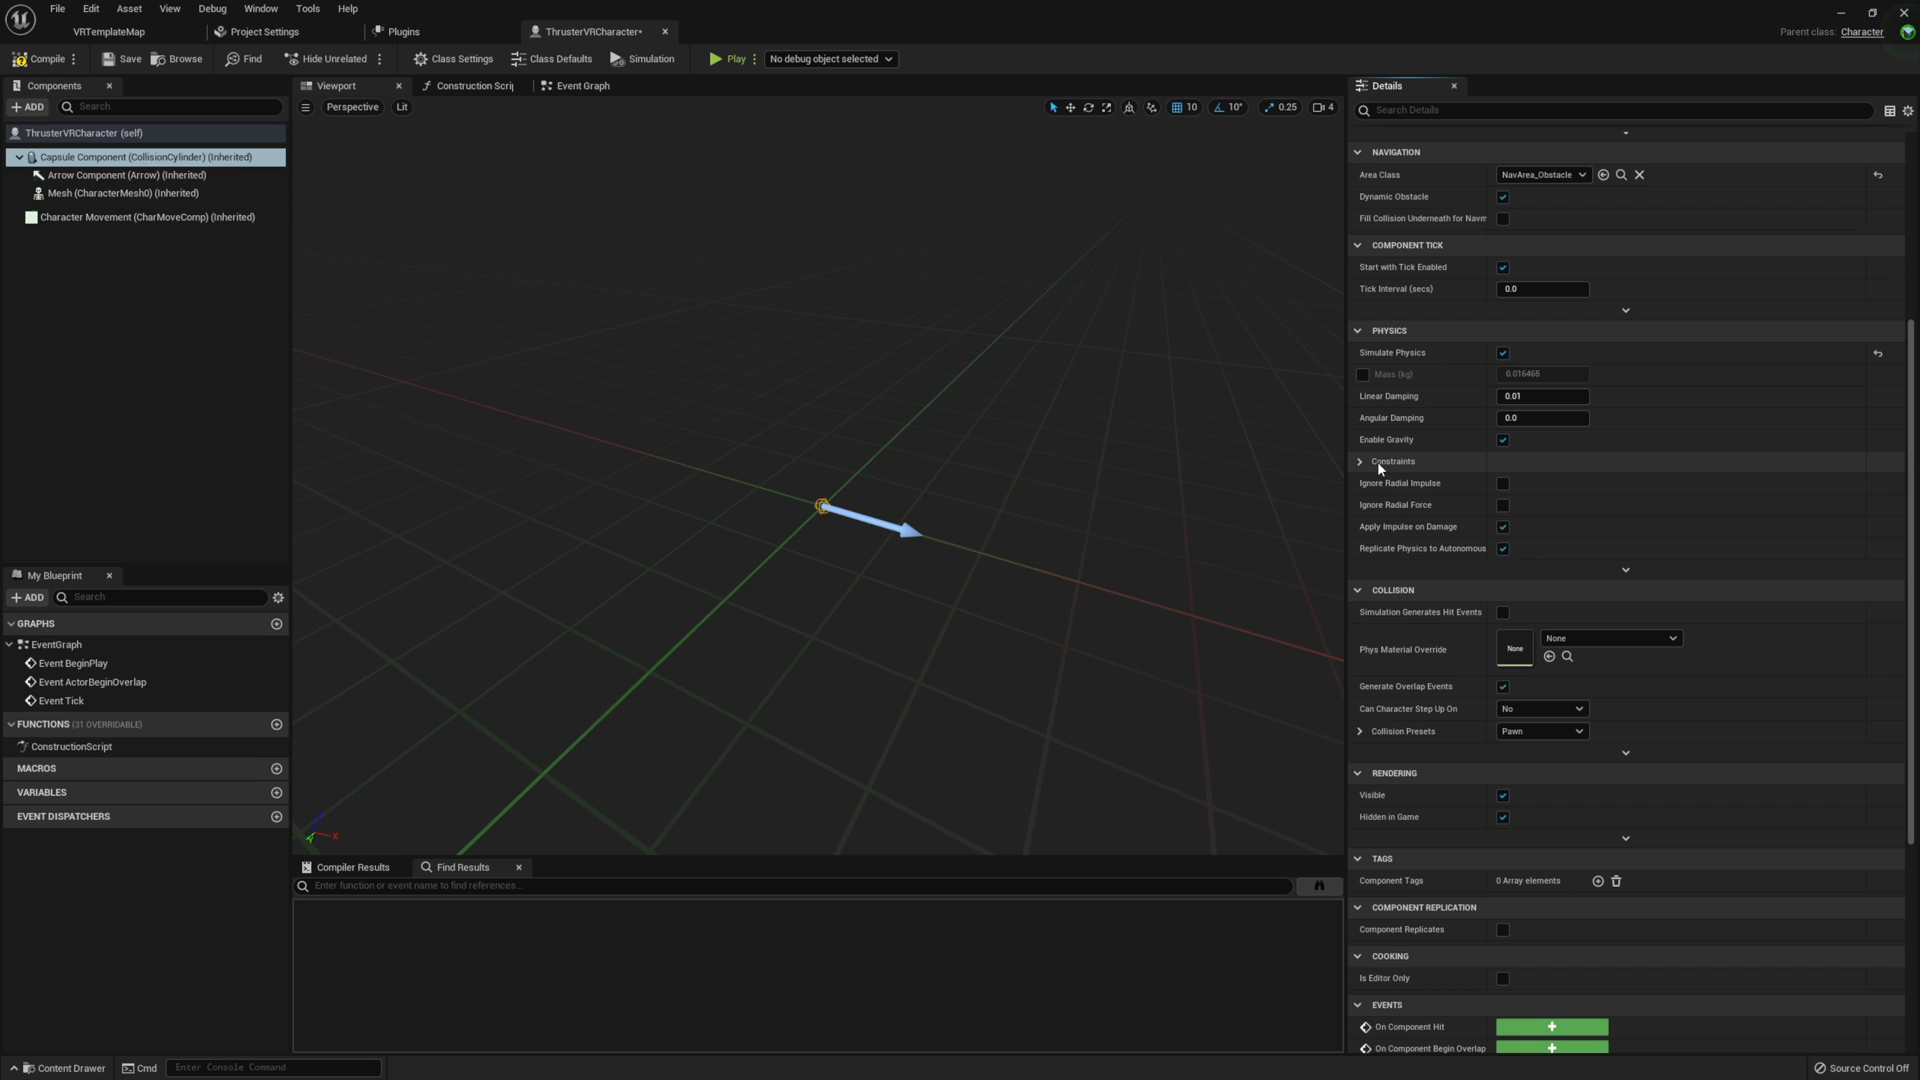 File Edit Asset View Debug Window Tools Help
VRTemplateMap Project Settings Plugins ThrusterVRCharacter• Parent class: Character
Compile Save Browse Find Hide Unrelated Class Settings Class Defaults Simulation Play No debug object selected
Components
ADD Search
ThrusterVRCharacter (self)
Capsule Component (CollisionCylinder) (Inherited)
Arrow Component (Arrow) (Inherited)
Mesh (CharacterMesh0) (Inherited)
Character Movement (CharMoveComp) (Inherited)
My Blueprint
ADD Search
GRAPHS
EventGraph
Event BeginPlay
Event ActorBeginOverlap
Event Tick
FUNCTIONS (31 OVERRIDABLE)
ConstructionScript
MACROS
VARIABLES
EVENT DISPATCHERS
Viewport Construction Scrip Event Graph
Perspective Lit 10 10° 0.25 4
X
Compiler Results Find Results
Enter function or event name to find references...
Details
Search Details
NAVIGATION
Area Class NavArea_Obstacle
Dynamic Obstacle
Fill Collision Underneath for Navm
COMPONENT TICK
Start with Tick Enabled
Tick Interval (secs) 0.0
PHYSICS
Simulate Physics
Mass (kg) 0.016465
Linear Damping 0.01
Angular Damping 0.0
Enable Gravity
Constraints
Ignore Radial Impulse
Ignore Radial Force
Apply Impulse on Damage
Replicate Physics to Autonomous
COLLISION
Simulation Generates Hit Events
Phys Material Override None None
Generate Overlap Events
Can Character Step Up On No
Collision Presets Pawn
RENDERING
Visible
Hidden in Game
TAGS
Component Tags 0 Array elements
COMPONENT REPLICATION
Component Replicates
COOKING
Is Editor Only
EVENTS
On Component Hit
On Component Begin Overlap
Content Drawer Cmd Enter Console Command Source Control Off